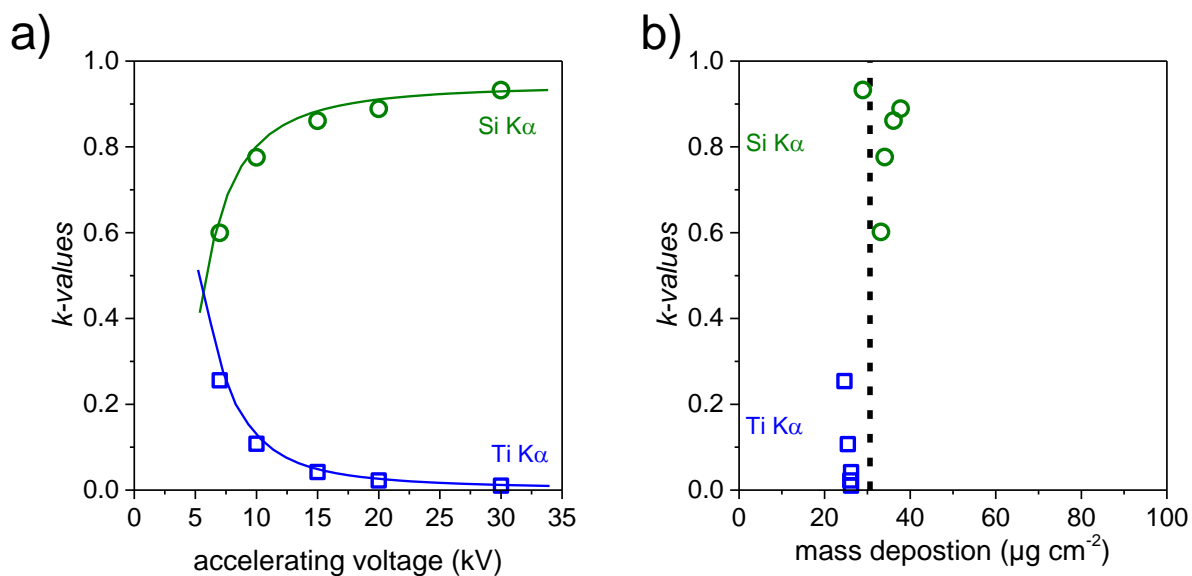 a)
1.0
0.8
0.6
0.4
0.2
0.0
k-values
Si Kα
Ti Kα
0 5 10 15 20 25 30 35
accelerating voltage (kV)
b)
1.0
0.8
0.6
0.4
0.2
0.0
k-values
Si Kα
Ti Kα
0 20 40 60 80 100
mass depostion (µg cm-2)